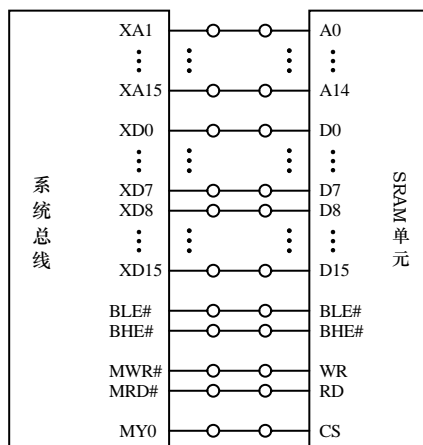 XA1 A0
XA15 A14
XD0 D0
XD7 D7
XD8 D8
XD15 D15
BLE# BLE#
BHE# BHE#
MWR# WR
MRD# RD
MY0 CS
系统总线
SRAM单元